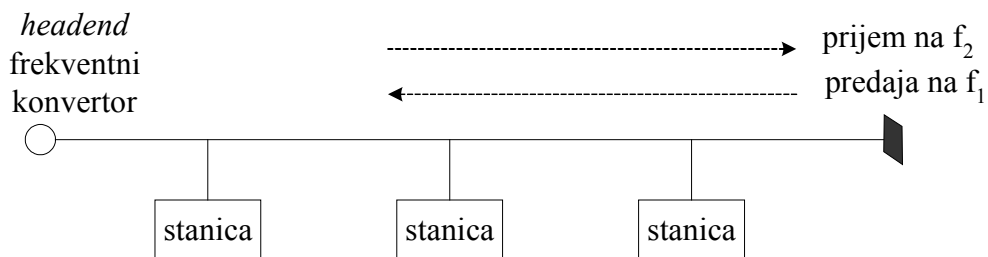 headend
frekventni
konvertor
prijem na f₂
predaja na f₁
stanica
stanica
stanica